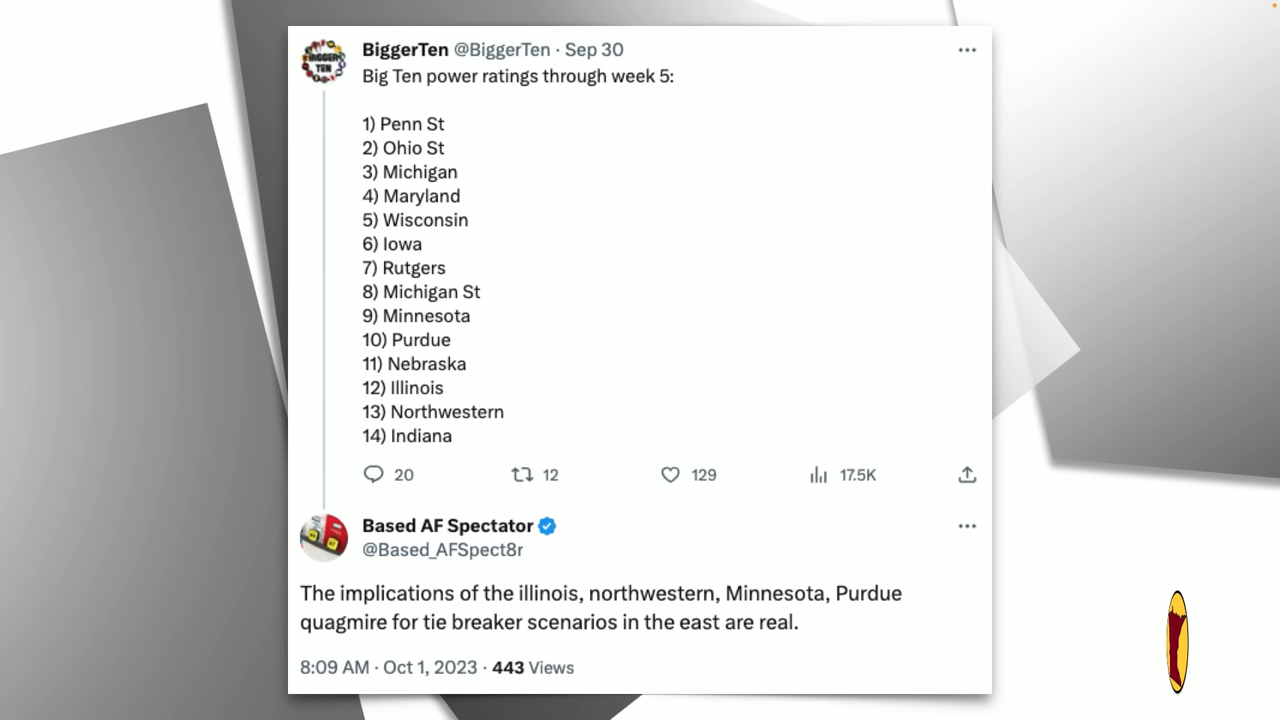 BiggerTen @BiggerTen · Sep 30
Big Ten power ratings through week 5:
1) Penn St
2) Ohio St
3) Michigan
4) Maryland
5) Wisconsin
6) Iowa
7) Rutgers
8) Michigan St
9) Minnesota
10) Purdue
11) Nebraska
12) Illinois
13) Northwestern
14) Indiana
20 12 129 17.5K
BIGGER
TEN
Based AF Spectator
@Based_AFSpect8r
The implications of the illinois, northwestern, Minnesota, Purdue
quagmire for tie breaker scenarios in the east are real.
8:09 AM · Oct 1, 2023 · 443 Views